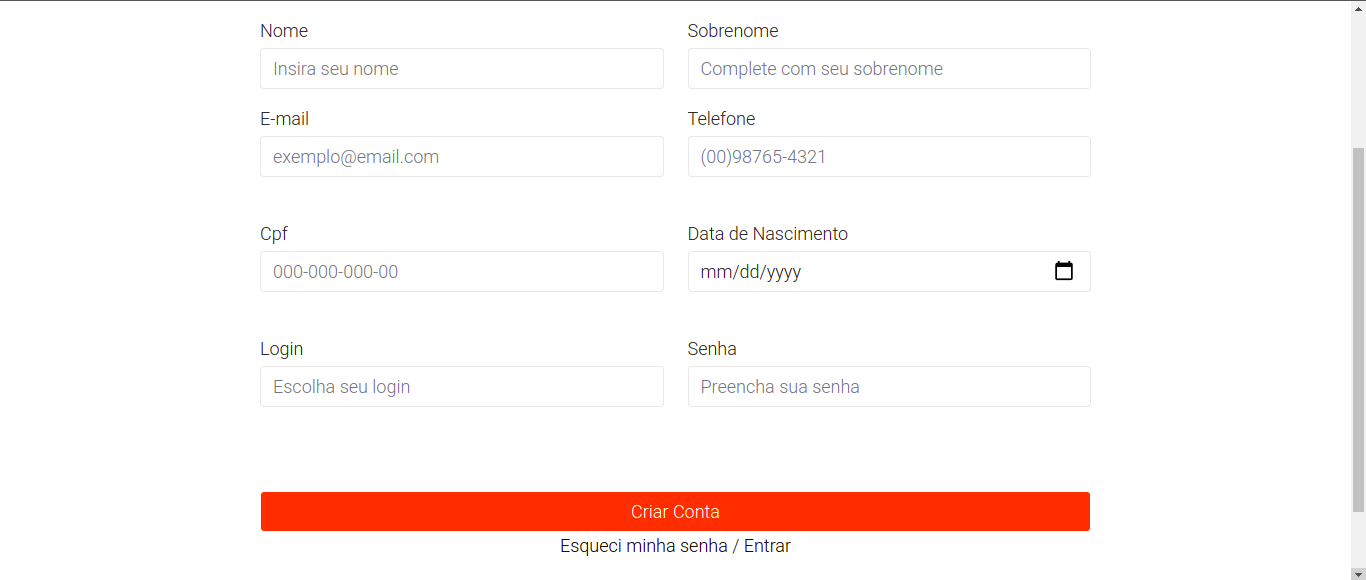 Nome Sobrenome
Insira seu nome Complete com seu sobrenome
E-mail Telefone
exemplo@email.com (00)98765-4321
Cpf Data de Nascimento
000-000-000-00 mm/dd/yyyy
Login Senha
Escolha seu login Preencha sua senha
Criar Conta
Esqueci minha senha / Entrar